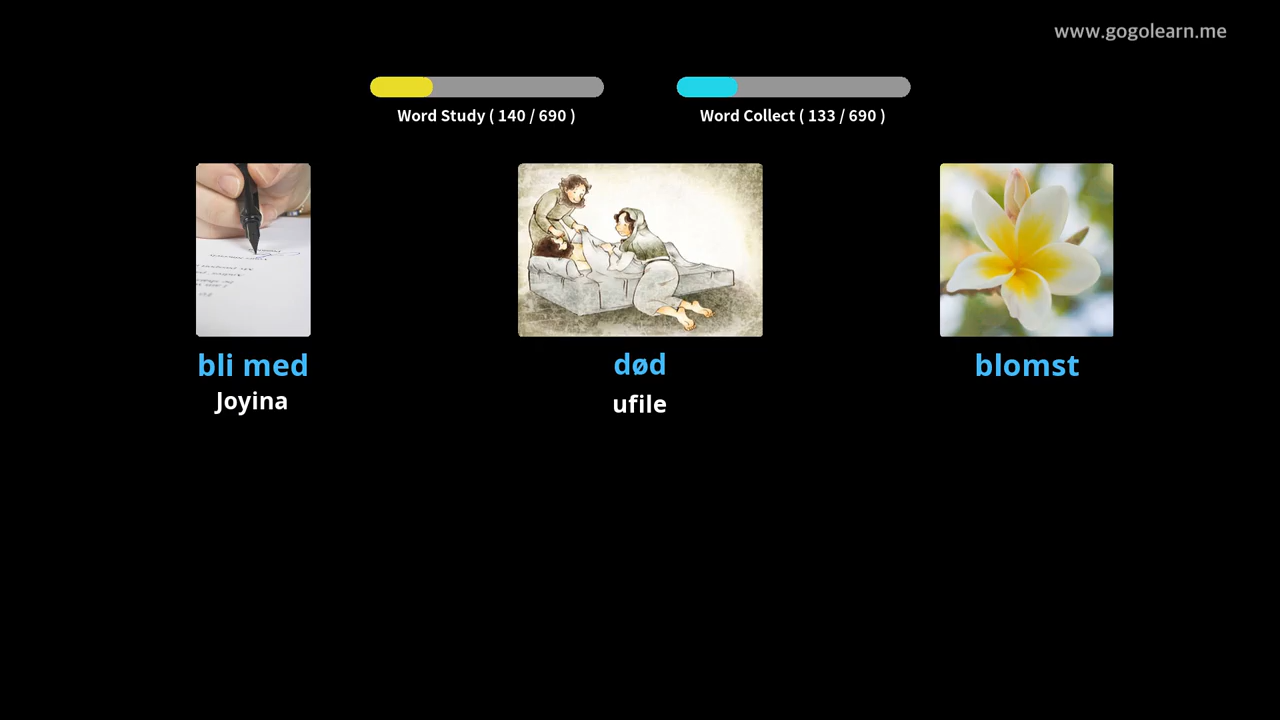 www.gogolearn.me
Word Study ( 140 / 690 )
Word Collect ( 133 / 690 )
bli med
Joyina
død
ufile
blomst